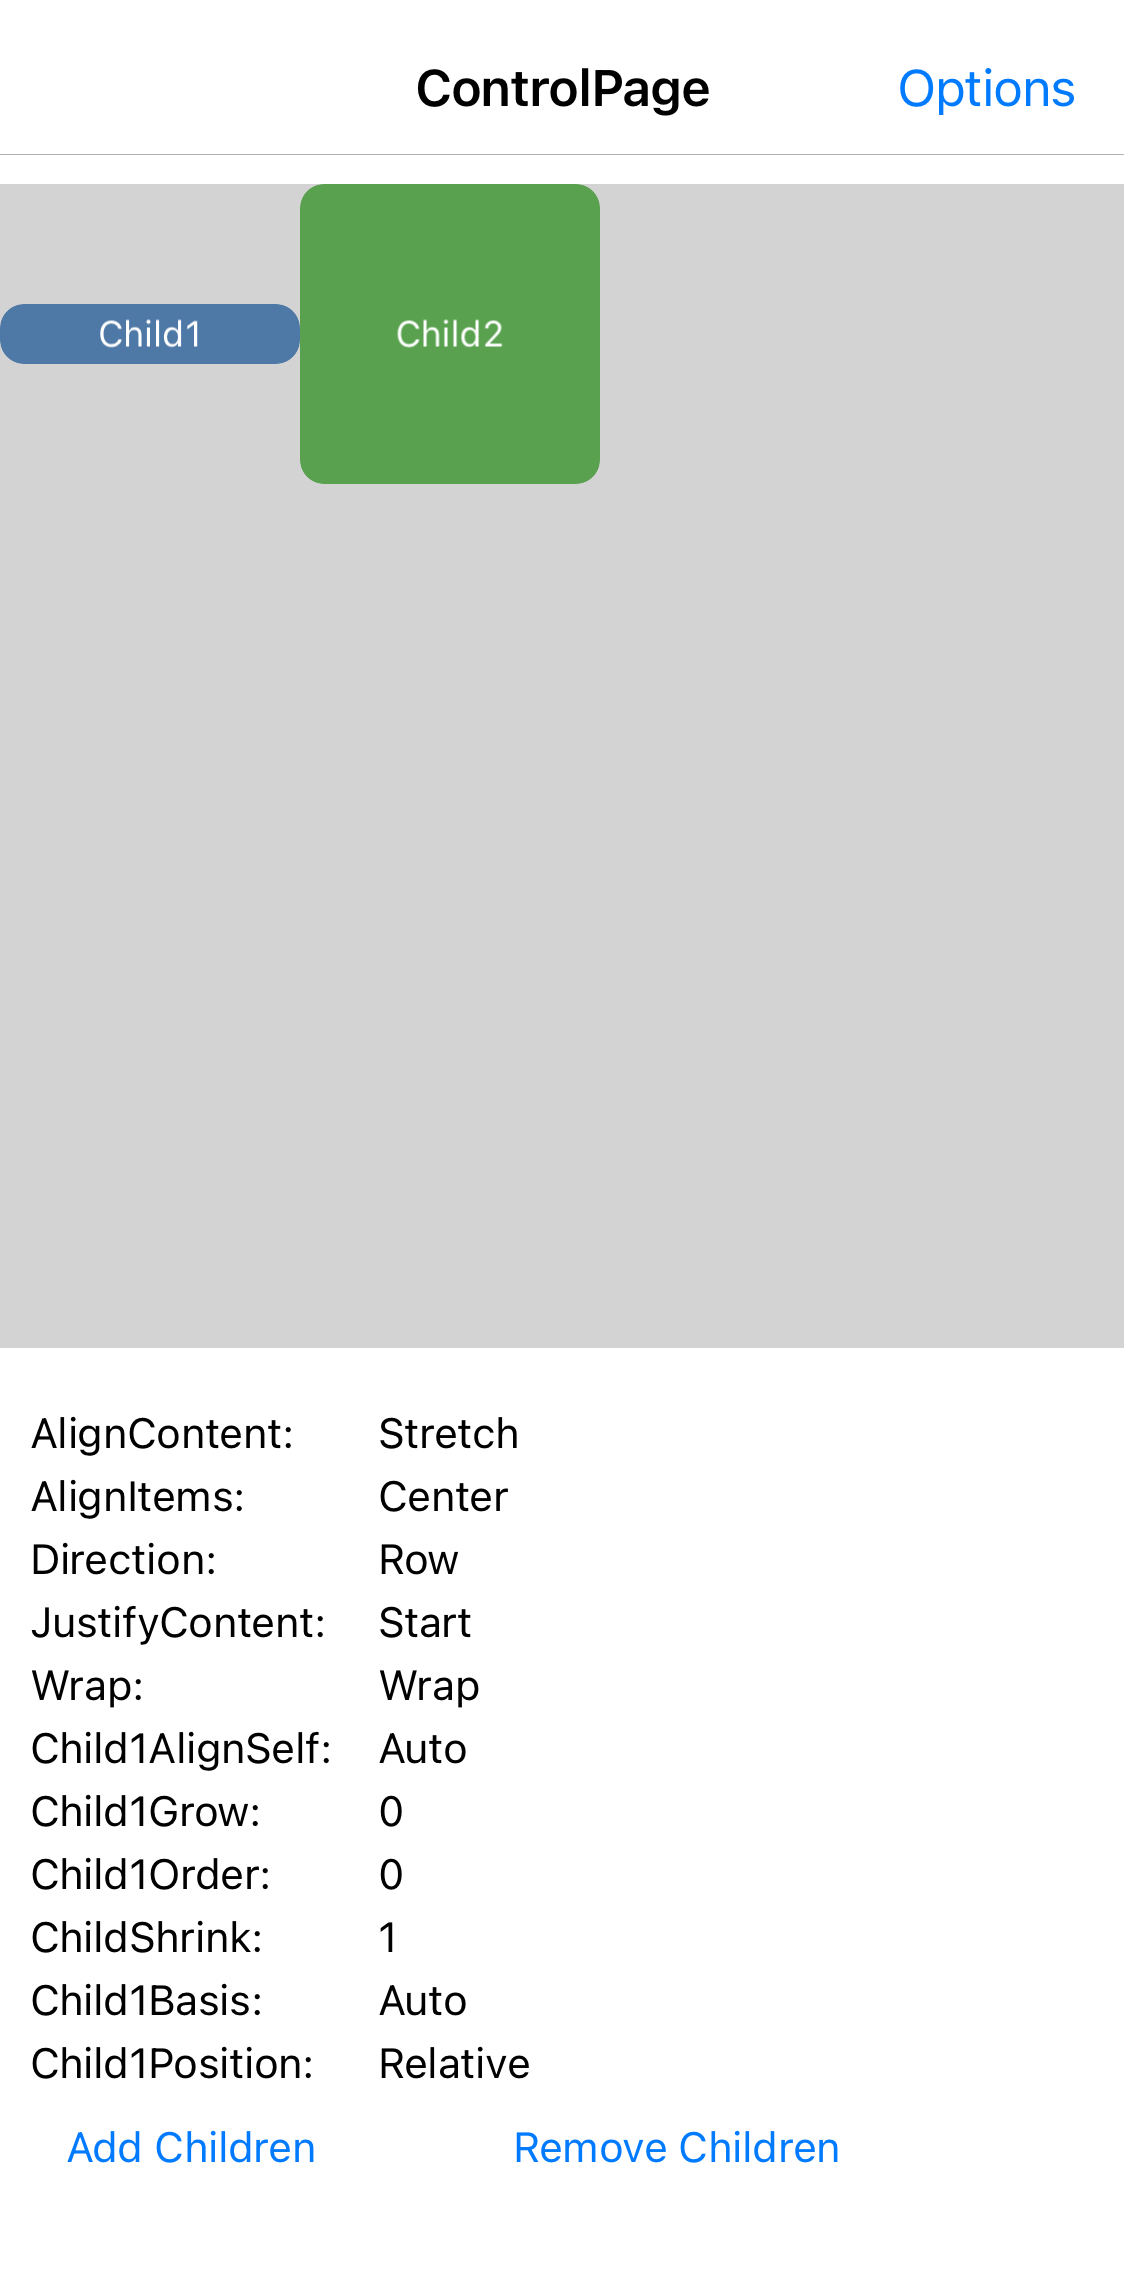 ControlPage Options
Child1 Child2
AlignContent: Stretch
AlignItems: Center
Direction: Row
JustifyContent: Start
Wrap: Wrap
Child1AlignSelf: Auto
Child1Grow: 0
Child1Order: 0
ChildShrink: 1
Child1Basis: Auto
Child1Position: Relative
Add Children Remove Children